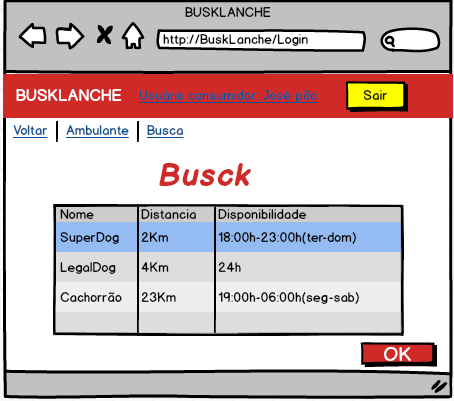 BUSKLANCHE
http://BuskLanche/Login
BUSKLANCHE Usuário consumidor: José pão Sair
Voltar Ambulante Busca
Busck
Nome Distancia Disponibilidade
SuperDog 2Km 18:00h-23:00h(ter-dom)
LegalDog 4Km 24h
Cachorrão 23Km 19:00h-06:00h(seg-sab)
OK